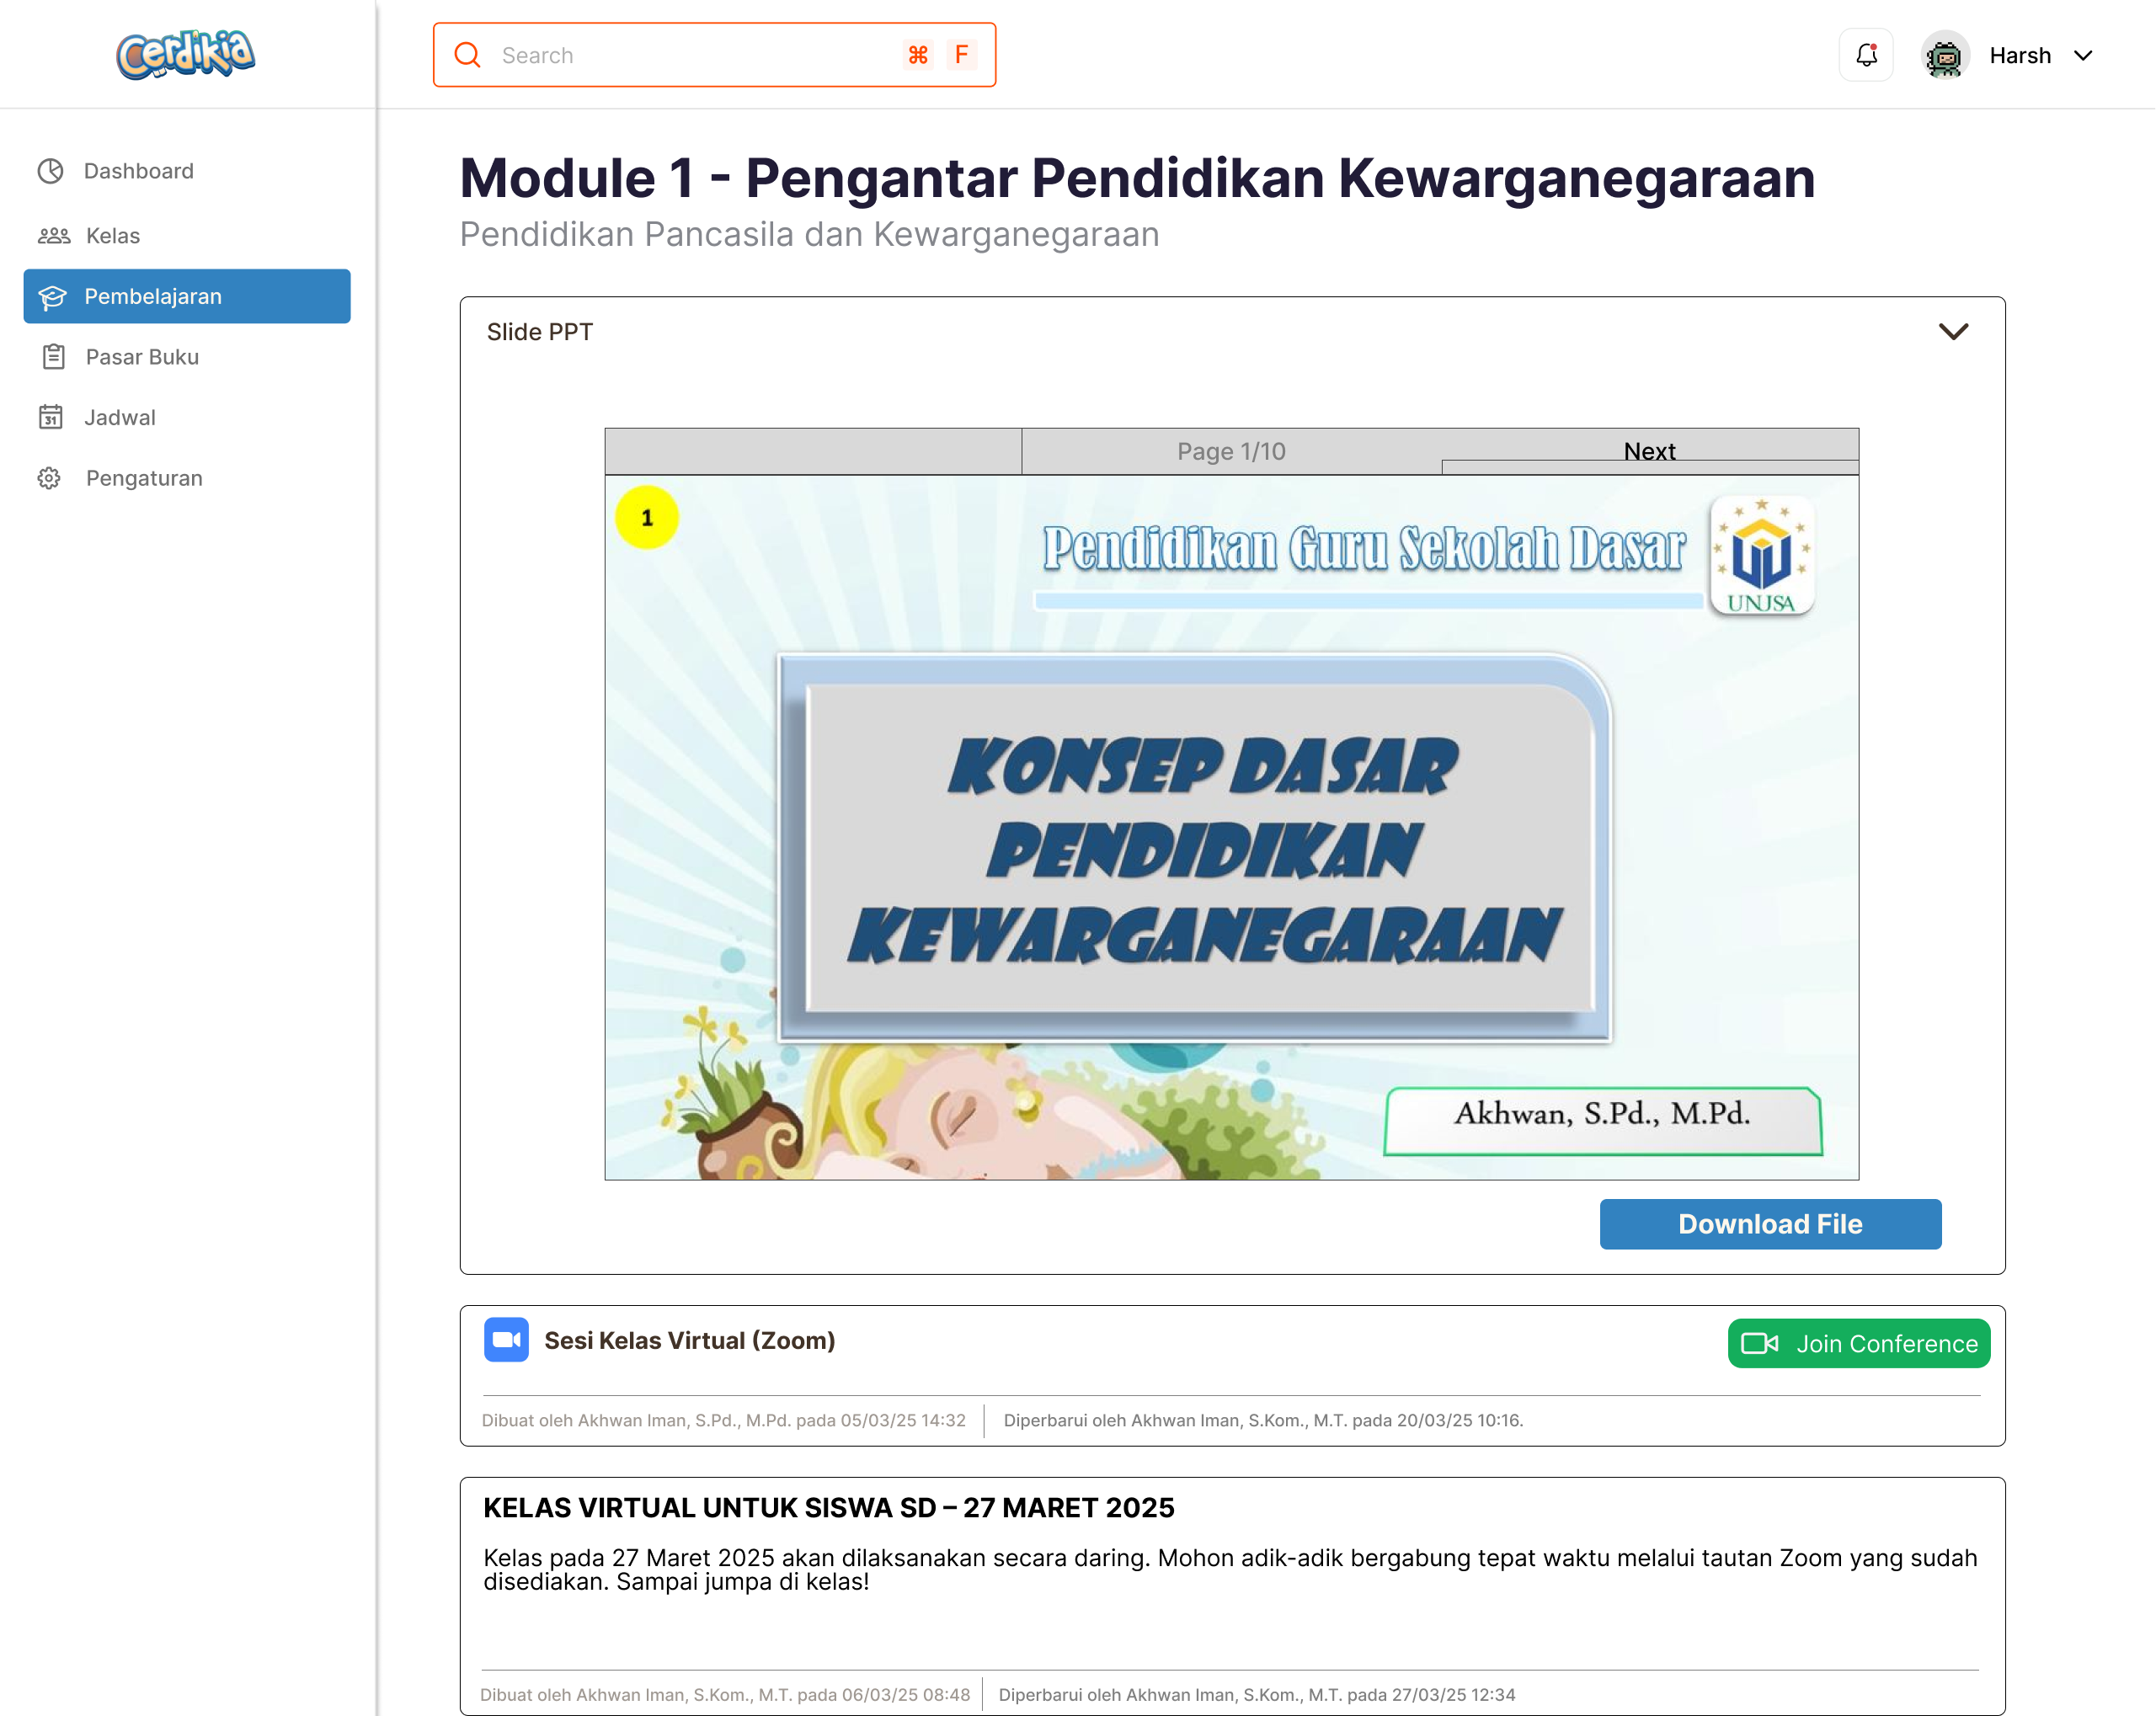 Cerdikia
Search
⌘ F
Harsh
Dashboard
Kelas
Pembelajaran
Pasar Buku
31
Jadwal
Pengaturan
Module 1 - Pengantar Pendidikan Kewarganegaraan
Pendidikan Pancasila dan Kewarganegaraan
Slide PPT
Page 1/10
Next
1
Pendidikan Guru Sekolah Dasar
UNUSA
KONSEP DASAR
PENDIDIKAN
KEWARGANEGARAAN
Akhwan, S.Pd., M.Pd.
Download File
Sesi Kelas Virtual (Zoom)
Join Conference
Dibuat oleh Akhwan Iman, S.Pd., M.Pd. pada 05/03/25 14:32
Diperbarui oleh Akhwan Iman, S.Kom., M.T. pada 20/03/25 10:16.
KELAS VIRTUAL UNTUK SISWA SD – 27 MARET 2025
Kelas pada 27 Maret 2025 akan dilaksanakan secara daring. Mohon adik-adik bergabung tepat waktu melalui tautan Zoom yang sudah
disediakan. Sampai jumpa di kelas!
Dibuat oleh Akhwan Iman, S.Kom., M.T. pada 06/03/25 08:48
Diperbarui oleh Akhwan Iman, S.Kom., M.T. pada 27/03/25 12:34